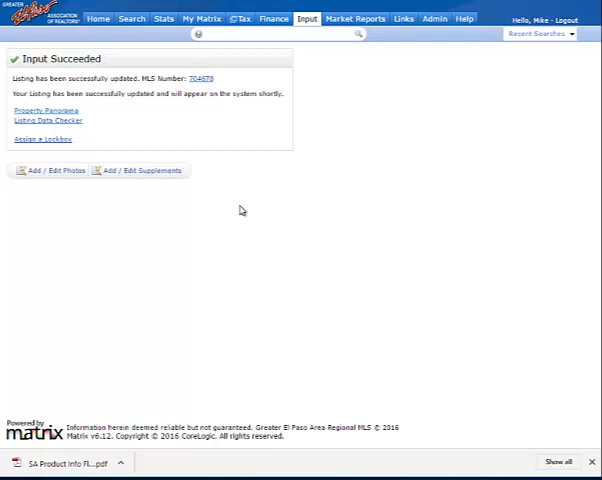 GREATER
El Paso
ASSOCIATION
OF REALTORS
Home Search Stats My Matrix Tax Finance Input Market Reports Links Admin Help
Hello, Mike - Logout
Recent Searches
Input Succeeded
Listing has been successfully updated. MLS Number: 704678
Your Listing has been successfully updated and will appear on the system shortly.
Property Panorama
Listing Data Checker
Assign a Lockbox
Add / Edit Photos Add / Edit Supplements
Powered by
matrix
Information herein deemed reliable but not guaranteed. Greater El Paso Area Regional MLS © 2016
Matrix v6.12. Copyright © 2016 CoreLogic. All rights reserved.
SA Product Info Fl....pdf
Show all